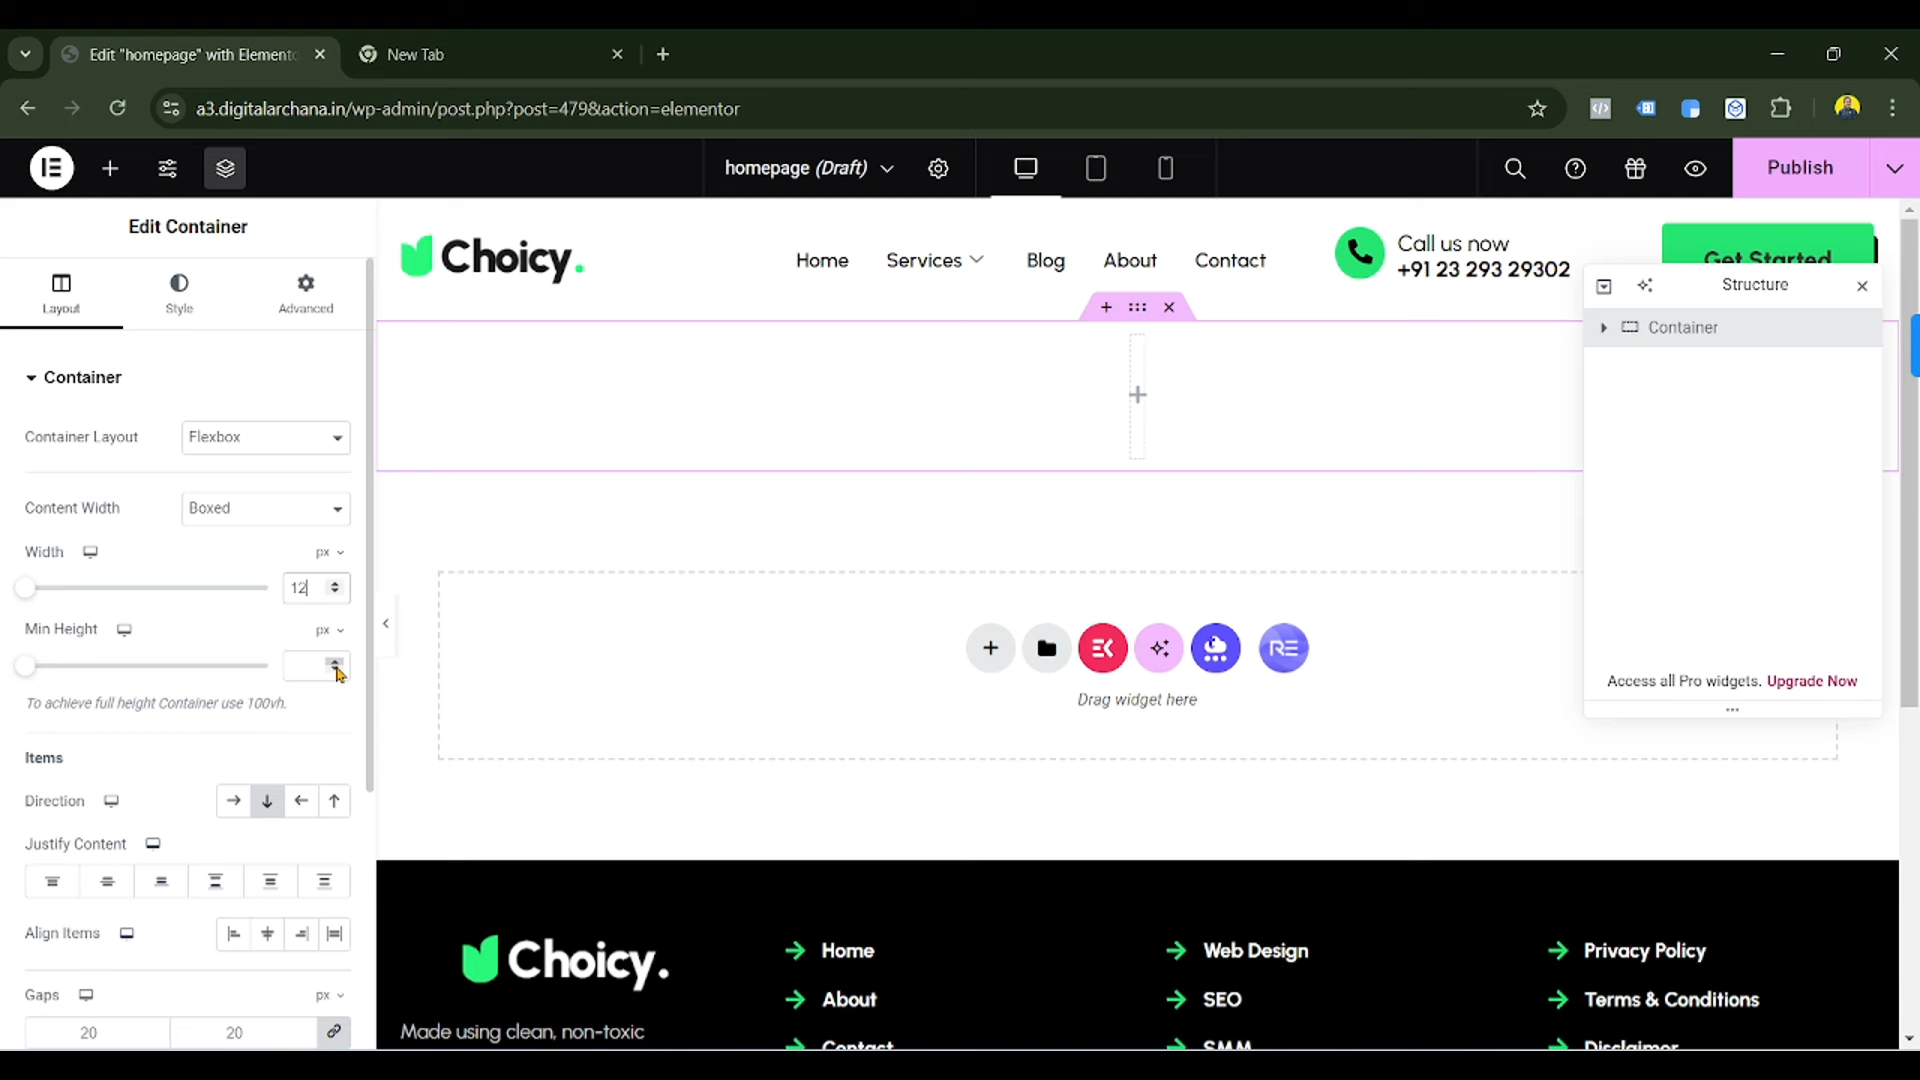 Edit "homepage" with Elemento
New Tab
a3.digitalarchana.in/wp-admin/post.php?post=479&action=elementor
homepage (Draft)
Publish
Edit Container
Layout
Style
Advanced
Container
Container Layout
Flexbox
Content Width
Boxed
Width
px
12
Min Height
px
To achieve full height Container use 100vh.
Items
Direction
Justify Content
Align Items
Gaps
px
20
20
Choicy.
Home
Services
Blog
About
Contact
Call us now
+91 23 293 29302
Get Started
Structure
Container
Access all Pro widgets. Upgrade Now
Drag widget here
Choicy.
Made using clean, non-toxic
Home
About
Contact
Web Design
SEO
SMM
Privacy Policy
Terms & Conditions
Disclaimer